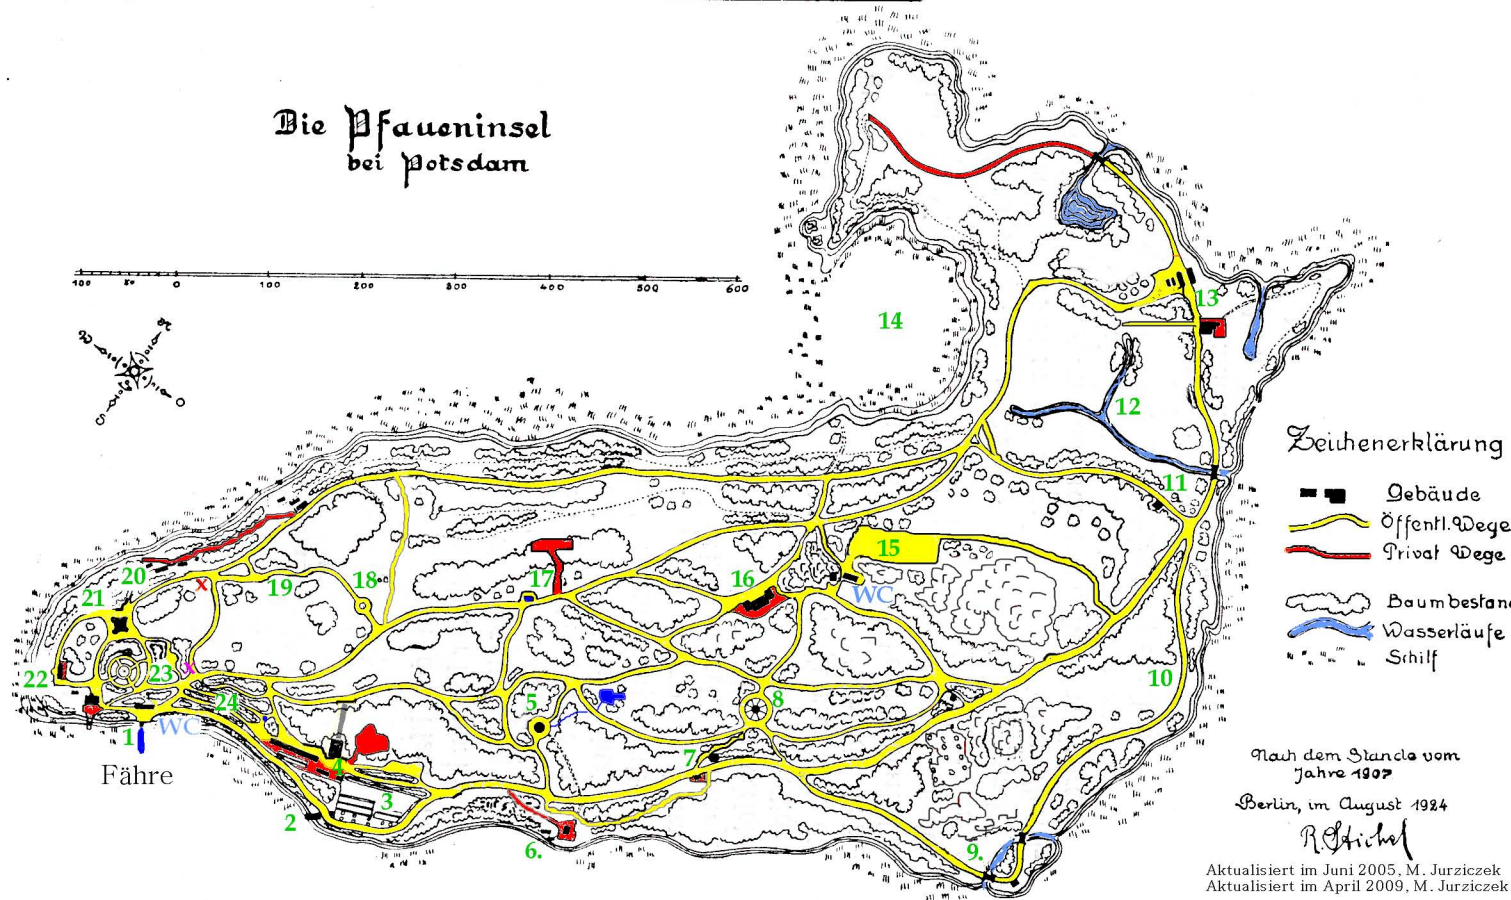 Die Pfaueninsel
bei Potsdam
100 50 0 100 200 300 400 500 600
N
W
O
S
14
13
12
11
10
15
16
17
18
19
20
21
22
23
24
x
x
WC
WC
1
Fähre
2
3
4
5
6.
7
8
9.
Zeichenerklärung
Gebäude
Öffentl. Wege
Privat Wege
Baumbestan
Wasserläufe
Schilf
Nach dem Stande vom
Jahre 1907
Berlin, im August 1984
R. Stichel
Aktualisiert im Juni 2005, M. Jurziczek
Aktualisiert im April 2009, M. Jurziczek